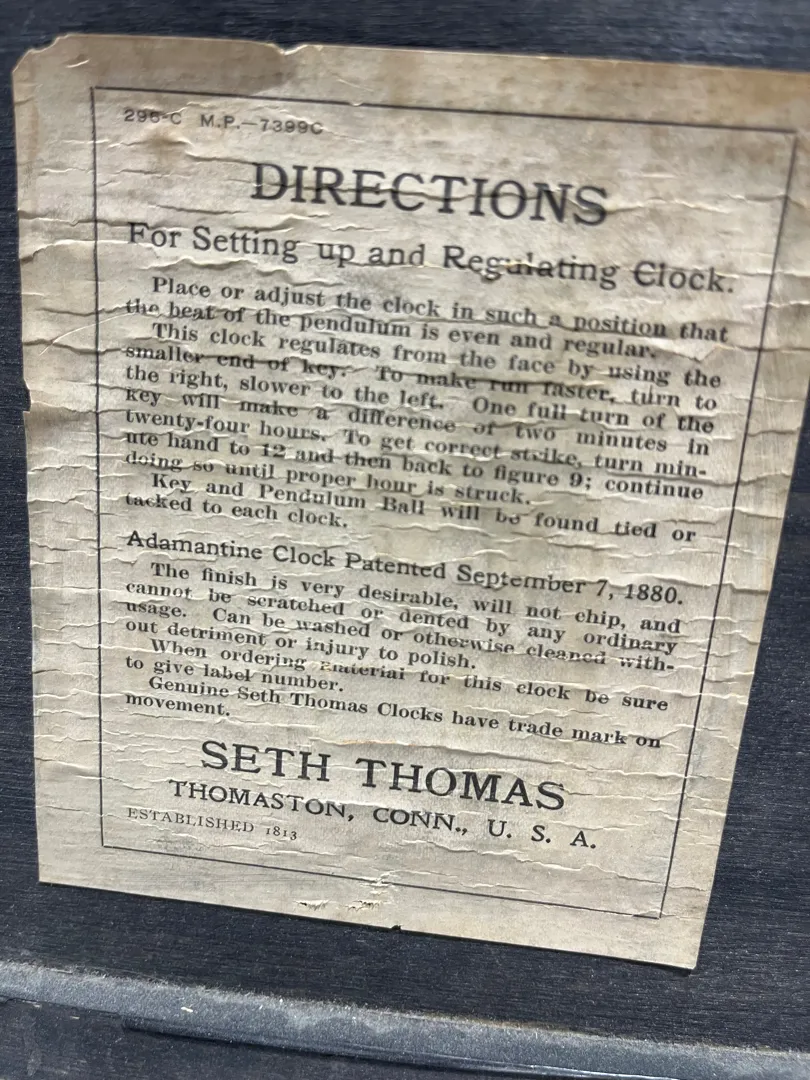 295-C M.P.—7399C
DIRECTIONS
For Setting up and Regulating Clock.
Place or adjust the clock in such a position that
the beat of the pendulum is even and regular.
This clock regulates from the face by using the
smaller end of key. To make run faster, turn to
the right, slower to the left. One full turn of the
key will make a difference of two minutes in
twenty-four hours. To get correct strike, turn min-
ute hand to 12 and then back to figure 9; continue
doing so until proper hour is struck.
Key and Pendulum Ball will be found tied or
tacked to each clock.
Adamantine Clock Patented September 7, 1880.
The finish is very desirable, will not chip, and
cannot be scratched or dented by any ordinary
usage. Can be washed or otherwise cleaned with-
out detriment or injury to polish.
When ordering material for this clock be sure
to give label number.
Genuine Seth Thomas Clocks have trade mark on
movement.
SETH THOMAS
THOMASTON, CONN., U. S. A.
ESTABLISHED 1813